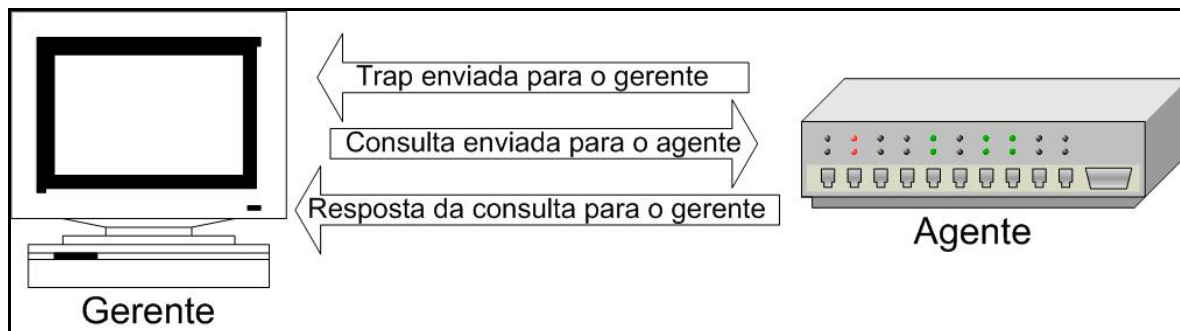 Trap enviada para o gerente
Consulta enviada para o agente
Resposta da consulta para o gerente
Agente
Gerente